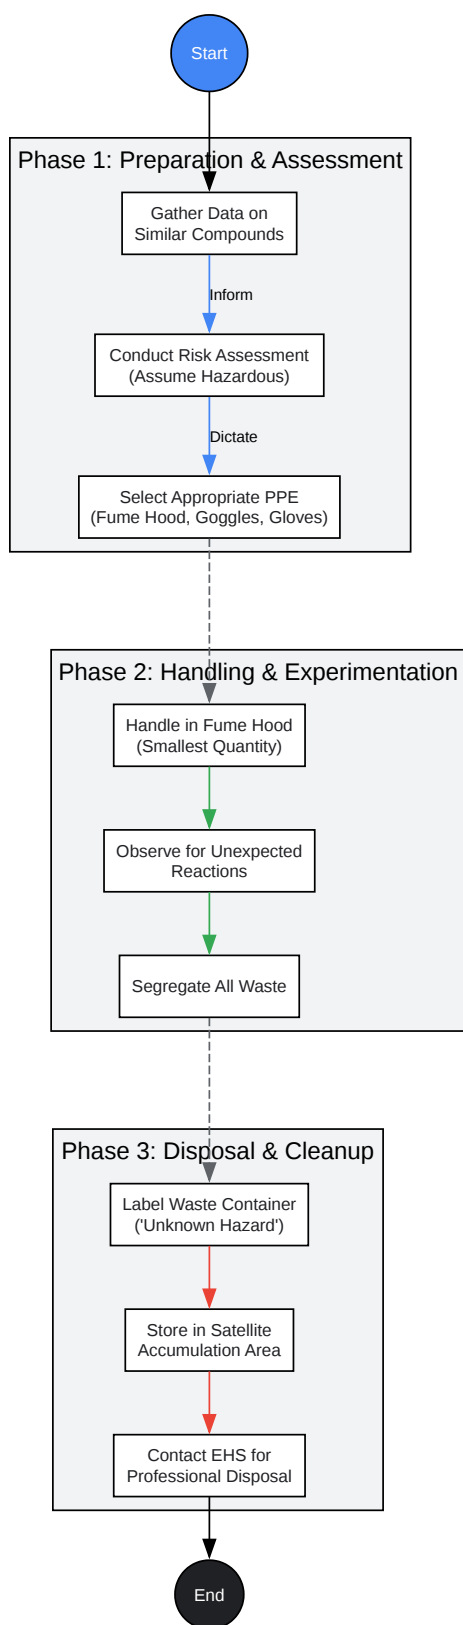 Start
Phase 1: Preparation & Assessment
Gather Data on
Similar Compounds
Inform
Conduct Risk Assessment
(Assume Hazardous)
Dictate
Select Appropriate PPE
(Fume Hood, Goggles, Gloves)
Phase 2: Handling & Experimentation
Handle in Fume Hood
(Smallest Quantity)
Observe for Unexpected
Reactions
Segregate All Waste
Phase 3: Disposal & Cleanup
Label Waste Container
('Unknown Hazard')
Store in Satellite
Accumulation Area
Contact EHS for
Professional Disposal
End